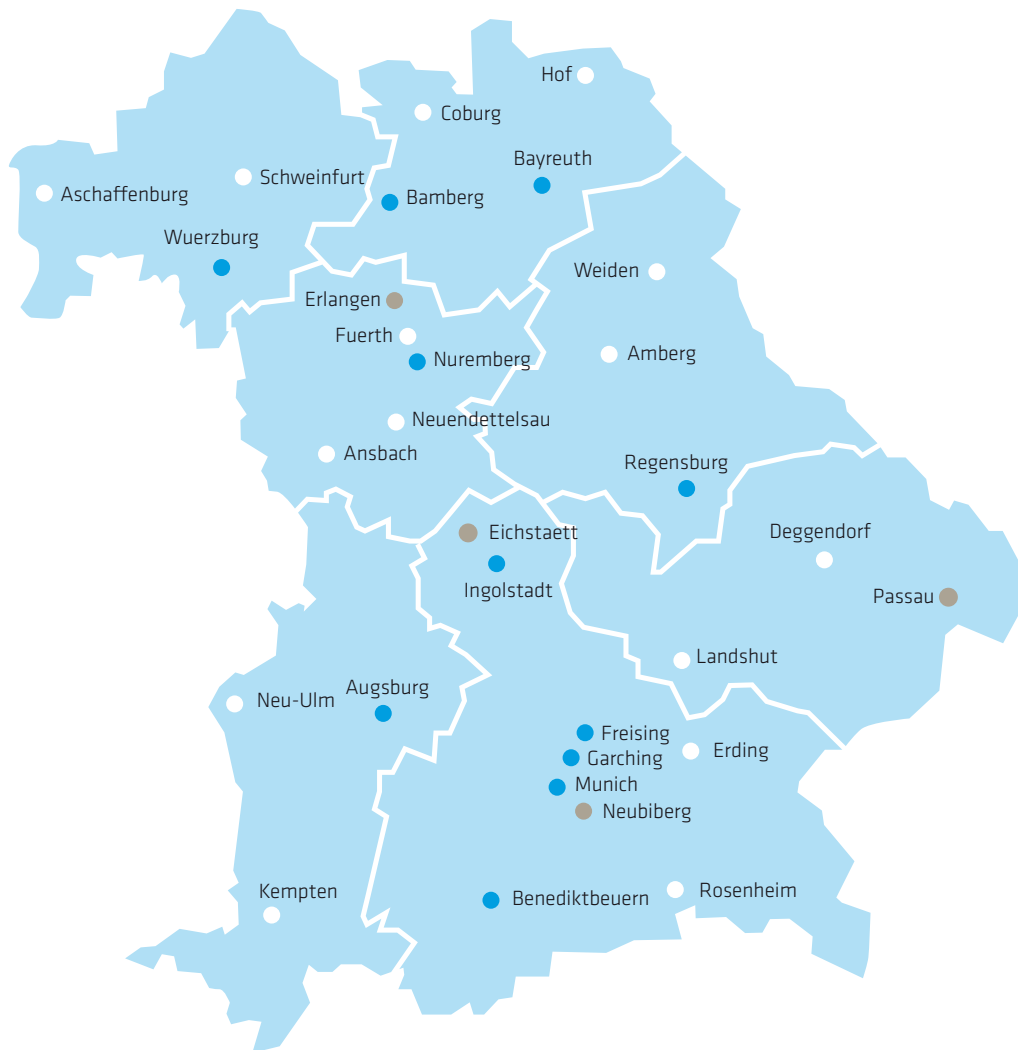 Hof
Coburg
Bayreuth
Schweinfurt
Aschaffenburg
Bamberg
Wuerzburg
Weiden
Erlangen
Fuerth
Nuremberg
Amberg
Neuendettelsau
Ansbach
Regensburg
Eichstaett
Deggendorf
Ingolstadt
Passau
Landshut
Augsburg
Neu-Ulm
Freising
Erding
Garching
Munich
Neubiberg
Kempten
Rosenheim
Benediktbeuern